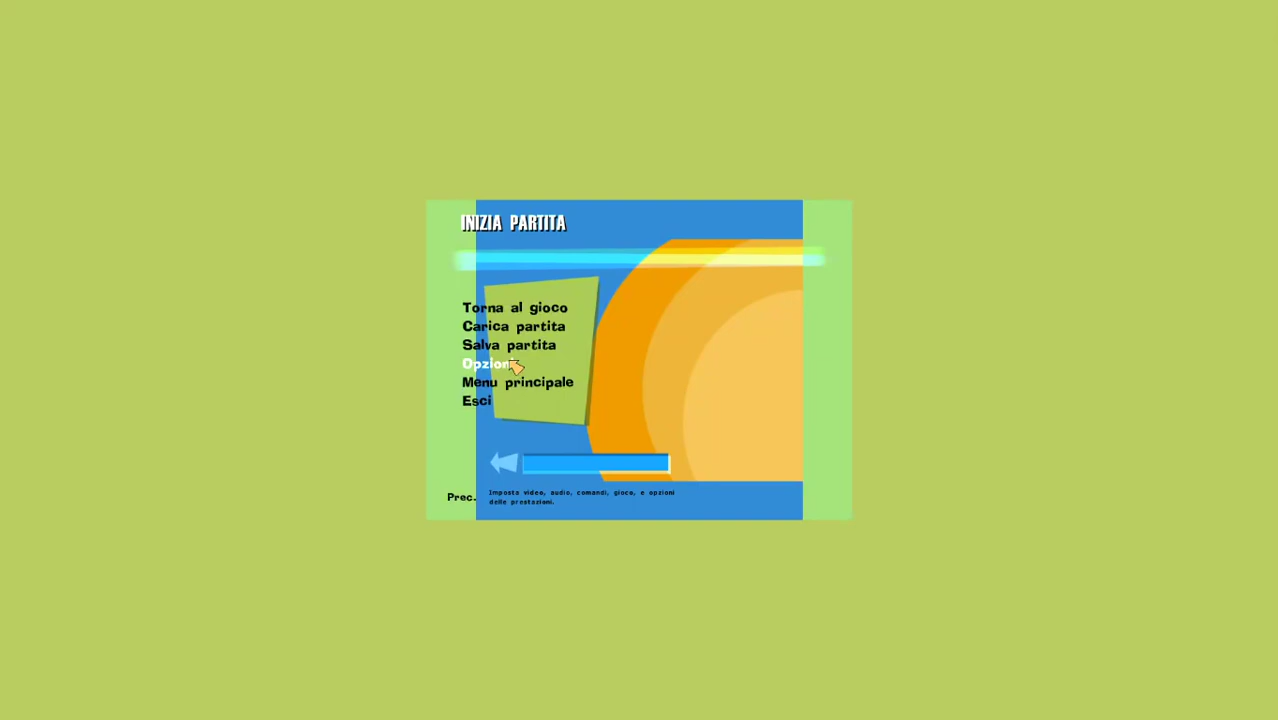 INIZIA PARTITA
Torna al gioco
Carica partita
Salva partita
Opzioni
Menu principale
Esci
Prec.
Imposta video, audio, comandi, gioco, e opzioni
delle prestazioni.